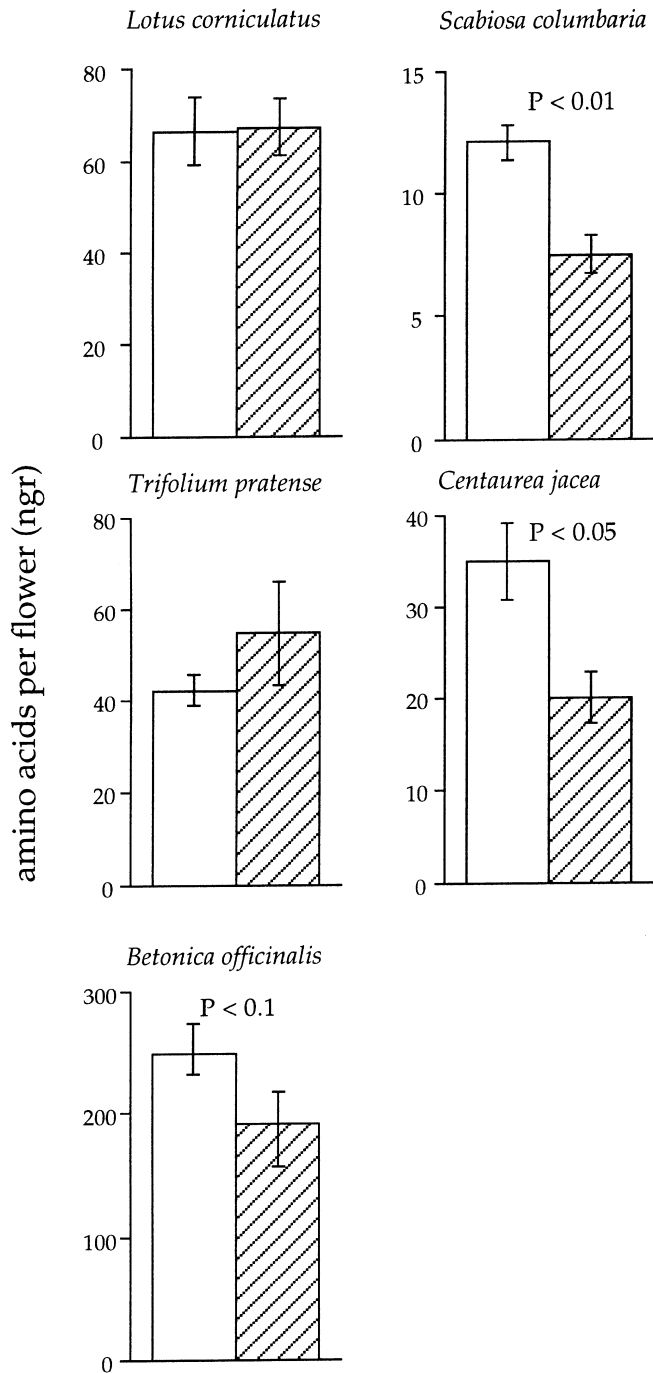 Lotus corniculatus
80
60
40
20
0
Scabiosa columbaria
P < 0.01
15
10
5
0
amino acids per flower (ngr)
Trifolium pratense
80
60
40
20
0
Centaurea jacea
P < 0.05
40
30
20
10
0
Betonica officinalis
P < 0.1
300
200
100
0